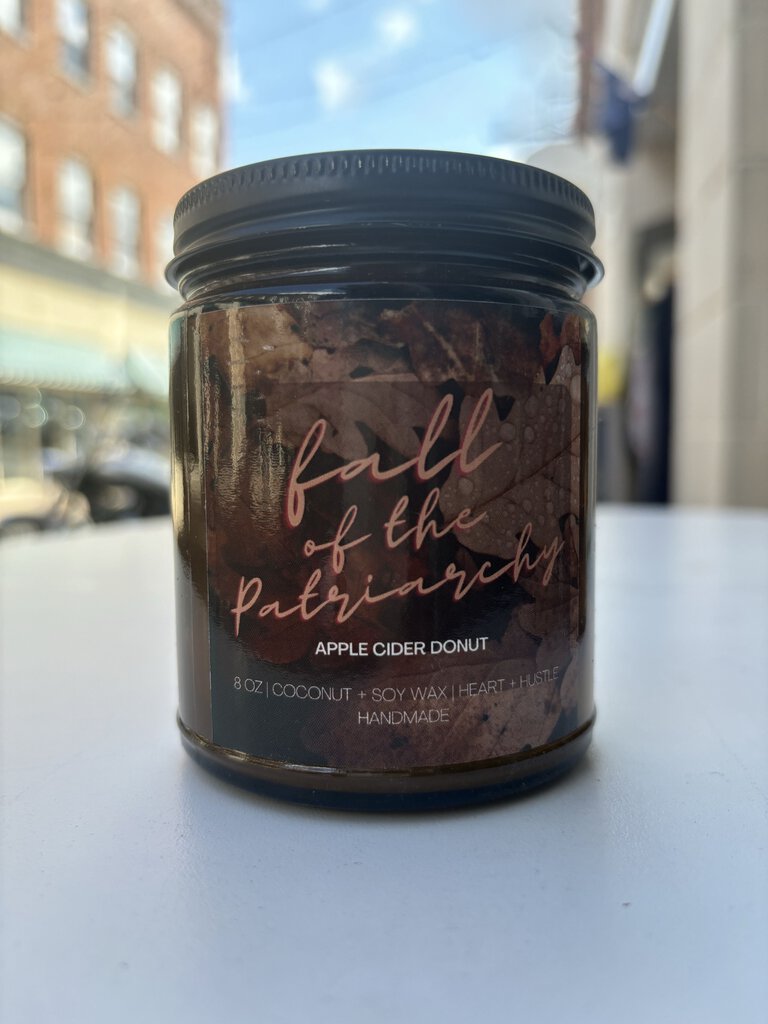 fall
of the
Patriarchy
APPLE CIDER DONUT
8 OZ | COCONUT + SOY WAX | HEART + HUSTLE
HANDMADE